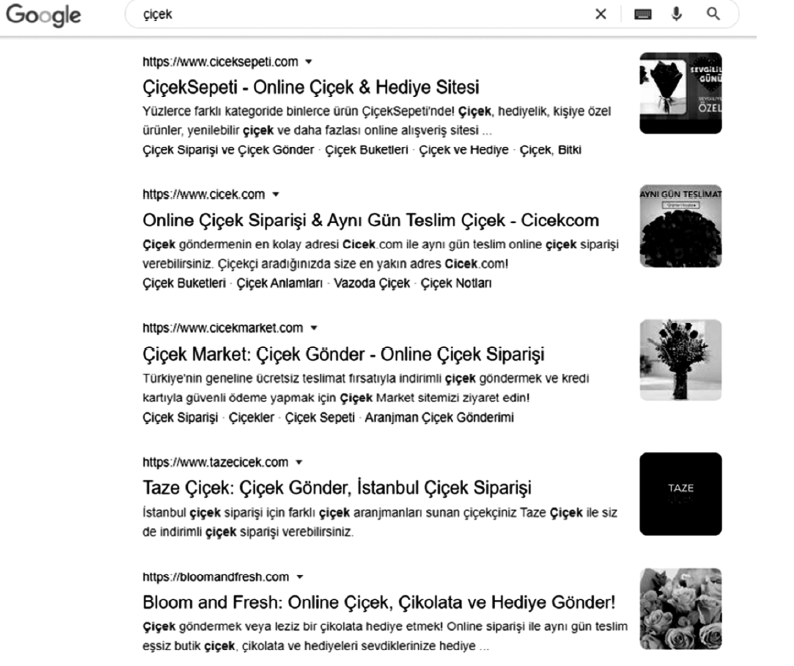 Google
çiçek
https://www.ciceksepeti.com
ÇiçekSepeti - Online Çiçek & Hediye Sitesi
Yüzlerce farklı kategoride binlerce ürün ÇiçekSepeti'nde! Çiçek, hediyelik, kişiye özel
ürünler, yenilebilir çiçek ve daha fazlası online alışveriş sitesi ...
Çiçek Siparişi ve Çiçek Gönder · Çiçek Buketleri · Çiçek ve Hediye · Çiçek, Bitki
SEVGİLİL
GÜNÜ
ÖZEL
https://www.cicek.com
Online Çiçek Siparişi & Aynı Gün Teslim Çiçek - Cicekcom
Çiçek göndermenin en kolay adresi Cicek.com ile aynı gün teslim online çiçek siparişi
verebilirsiniz. Çiçekçi aradığınızda size en yakın adres Cicek.com!
Çiçek Buketleri · Çiçek Anlamları · Vazoda Çiçek · Çiçek Notları
AYNI GÜN TESLİMAT
https://www.cicekmarket.com
Çiçek Market: Çiçek Gönder - Online Çiçek Siparişi
Türkiye'nin geneline ücretsiz teslimat fırsatıyla indirimli çiçek göndermek ve kredi
kartıyla güvenli ödeme yapmak için Çiçek Market sitemizi ziyaret edin!
Çiçek Siparişi · Çiçekler · Çiçek Sepeti · Aranjman Çiçek Gönderimi
https://www.tazecicek.com
Taze Çiçek: Çiçek Gönder, İstanbul Çiçek Siparişi
İstanbul çiçek siparişi için farklı çiçek aranjmanları sunan çiçekçiniz Taze Çiçek ile siz
de indirimli çiçek siparişi verebilirsiniz.
TAZE
https://bloomandfresh.com
Bloom and Fresh: Online Çiçek, Çikolata ve Hediye Gönder!
Çiçek göndermek veya leziz bir çikolata hediye etmek! Online siparişi ile aynı gün teslim
eşsiz butik çiçek, çikolata ve hediyeleri sevdiklerinize hediye ...